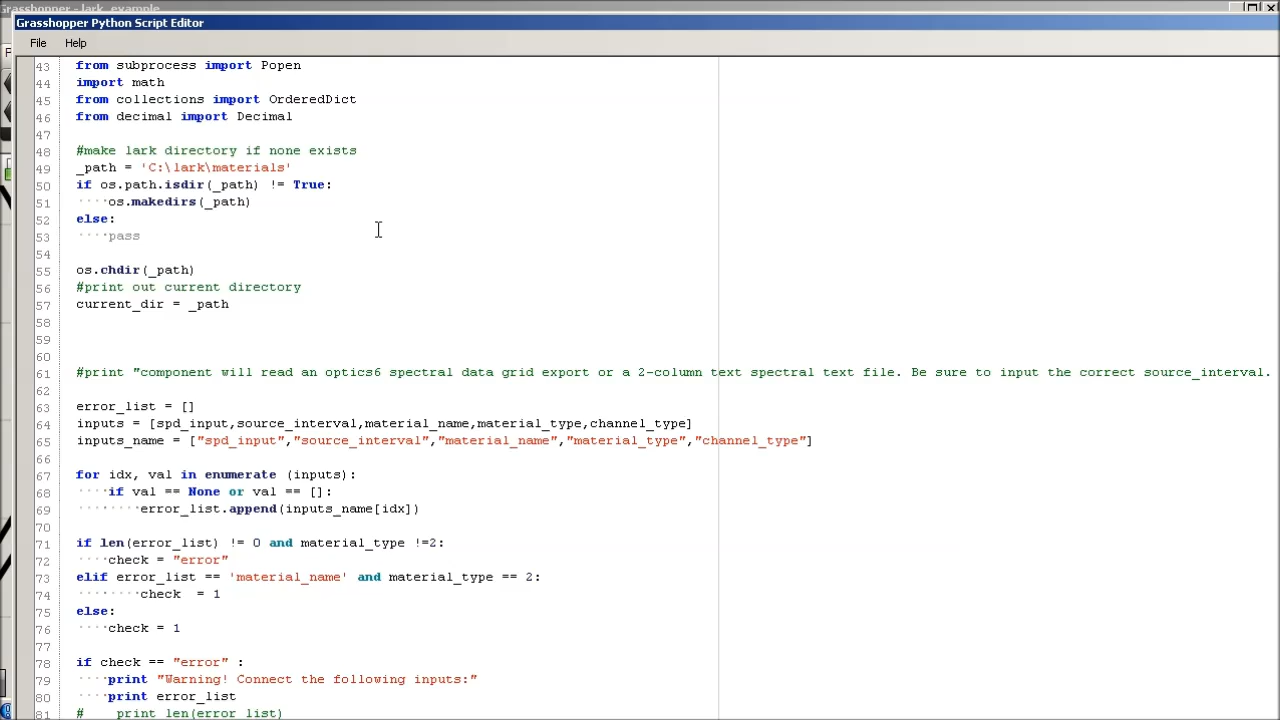 Grasshopper - lark_example
Grasshopper Python Script Editor
File Help
43 from subprocess import Popen
44 import math
45 from collections import OrderedDict
46 from decimal import Decimal
47
48 #make lark directory if none exists
49 _path = 'C:\lark\materials'
50 if os.path.isdir(_path) != True:
51 ····os.makedirs(_path)
52 else:
53 ····pass
54
55 os.chdir(_path)
56 #print out current directory
57 current_dir = _path
58
59
60
61 #print "component will read an optics6 spectral data grid export or a 2-column text spectral text file. Be sure to input the correct source_interval.
62
63 error_list = []
64 inputs = [spd_input,source_interval,material_name,material_type,channel_type]
65 inputs_name = ["spd_input","source_interval","material_name","material_type","channel_type"]
66
67 for idx, val in enumerate (inputs):
68 ····if val == None or val == []:
69 ········error_list.append(inputs_name[idx])
70
71 if len(error_list) != 0 and material_type !=2:
72 ····check = "error"
73 elif error_list == 'material_name' and material_type == 2:
74 ········check  = 1
75 else:
76 ····check = 1
77
78 if check == "error" :
79 ····print "Warning! Connect the following inputs:"
80 ····print error_list
81 #    print len(error_list)